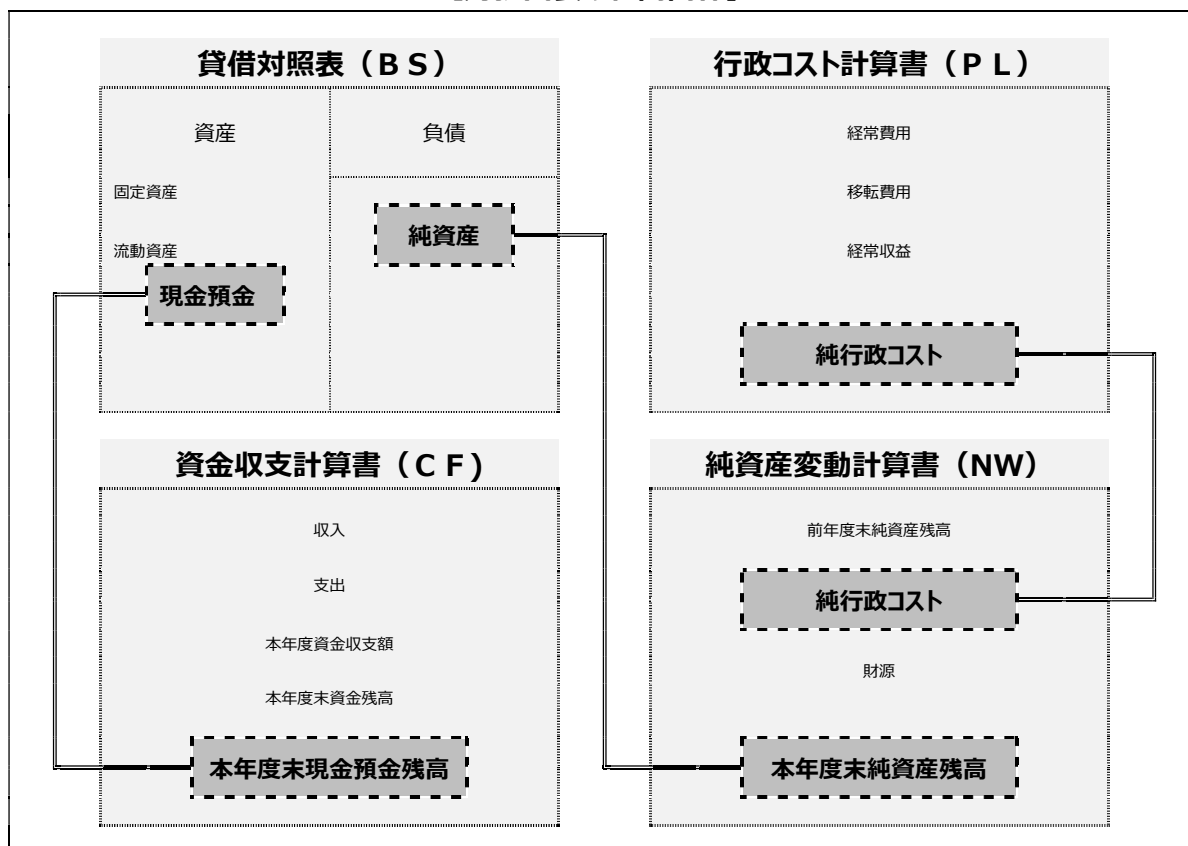 貸借対照表（ＢＳ）
資産
負債
固定資産
純資産
流動資産
現金預金
行政コスト計算書（ＰＬ）
経常費用
移転費用
経常収益
純行政コスト
資金収支計算書（ＣＦ)
収入
支出
本年度資金収支額
本年度末資金残高
本年度末現金預金残高
純資産変動計算書（NW）
前年度末純資産残高
純行政コスト
財源
本年度末純資産残高